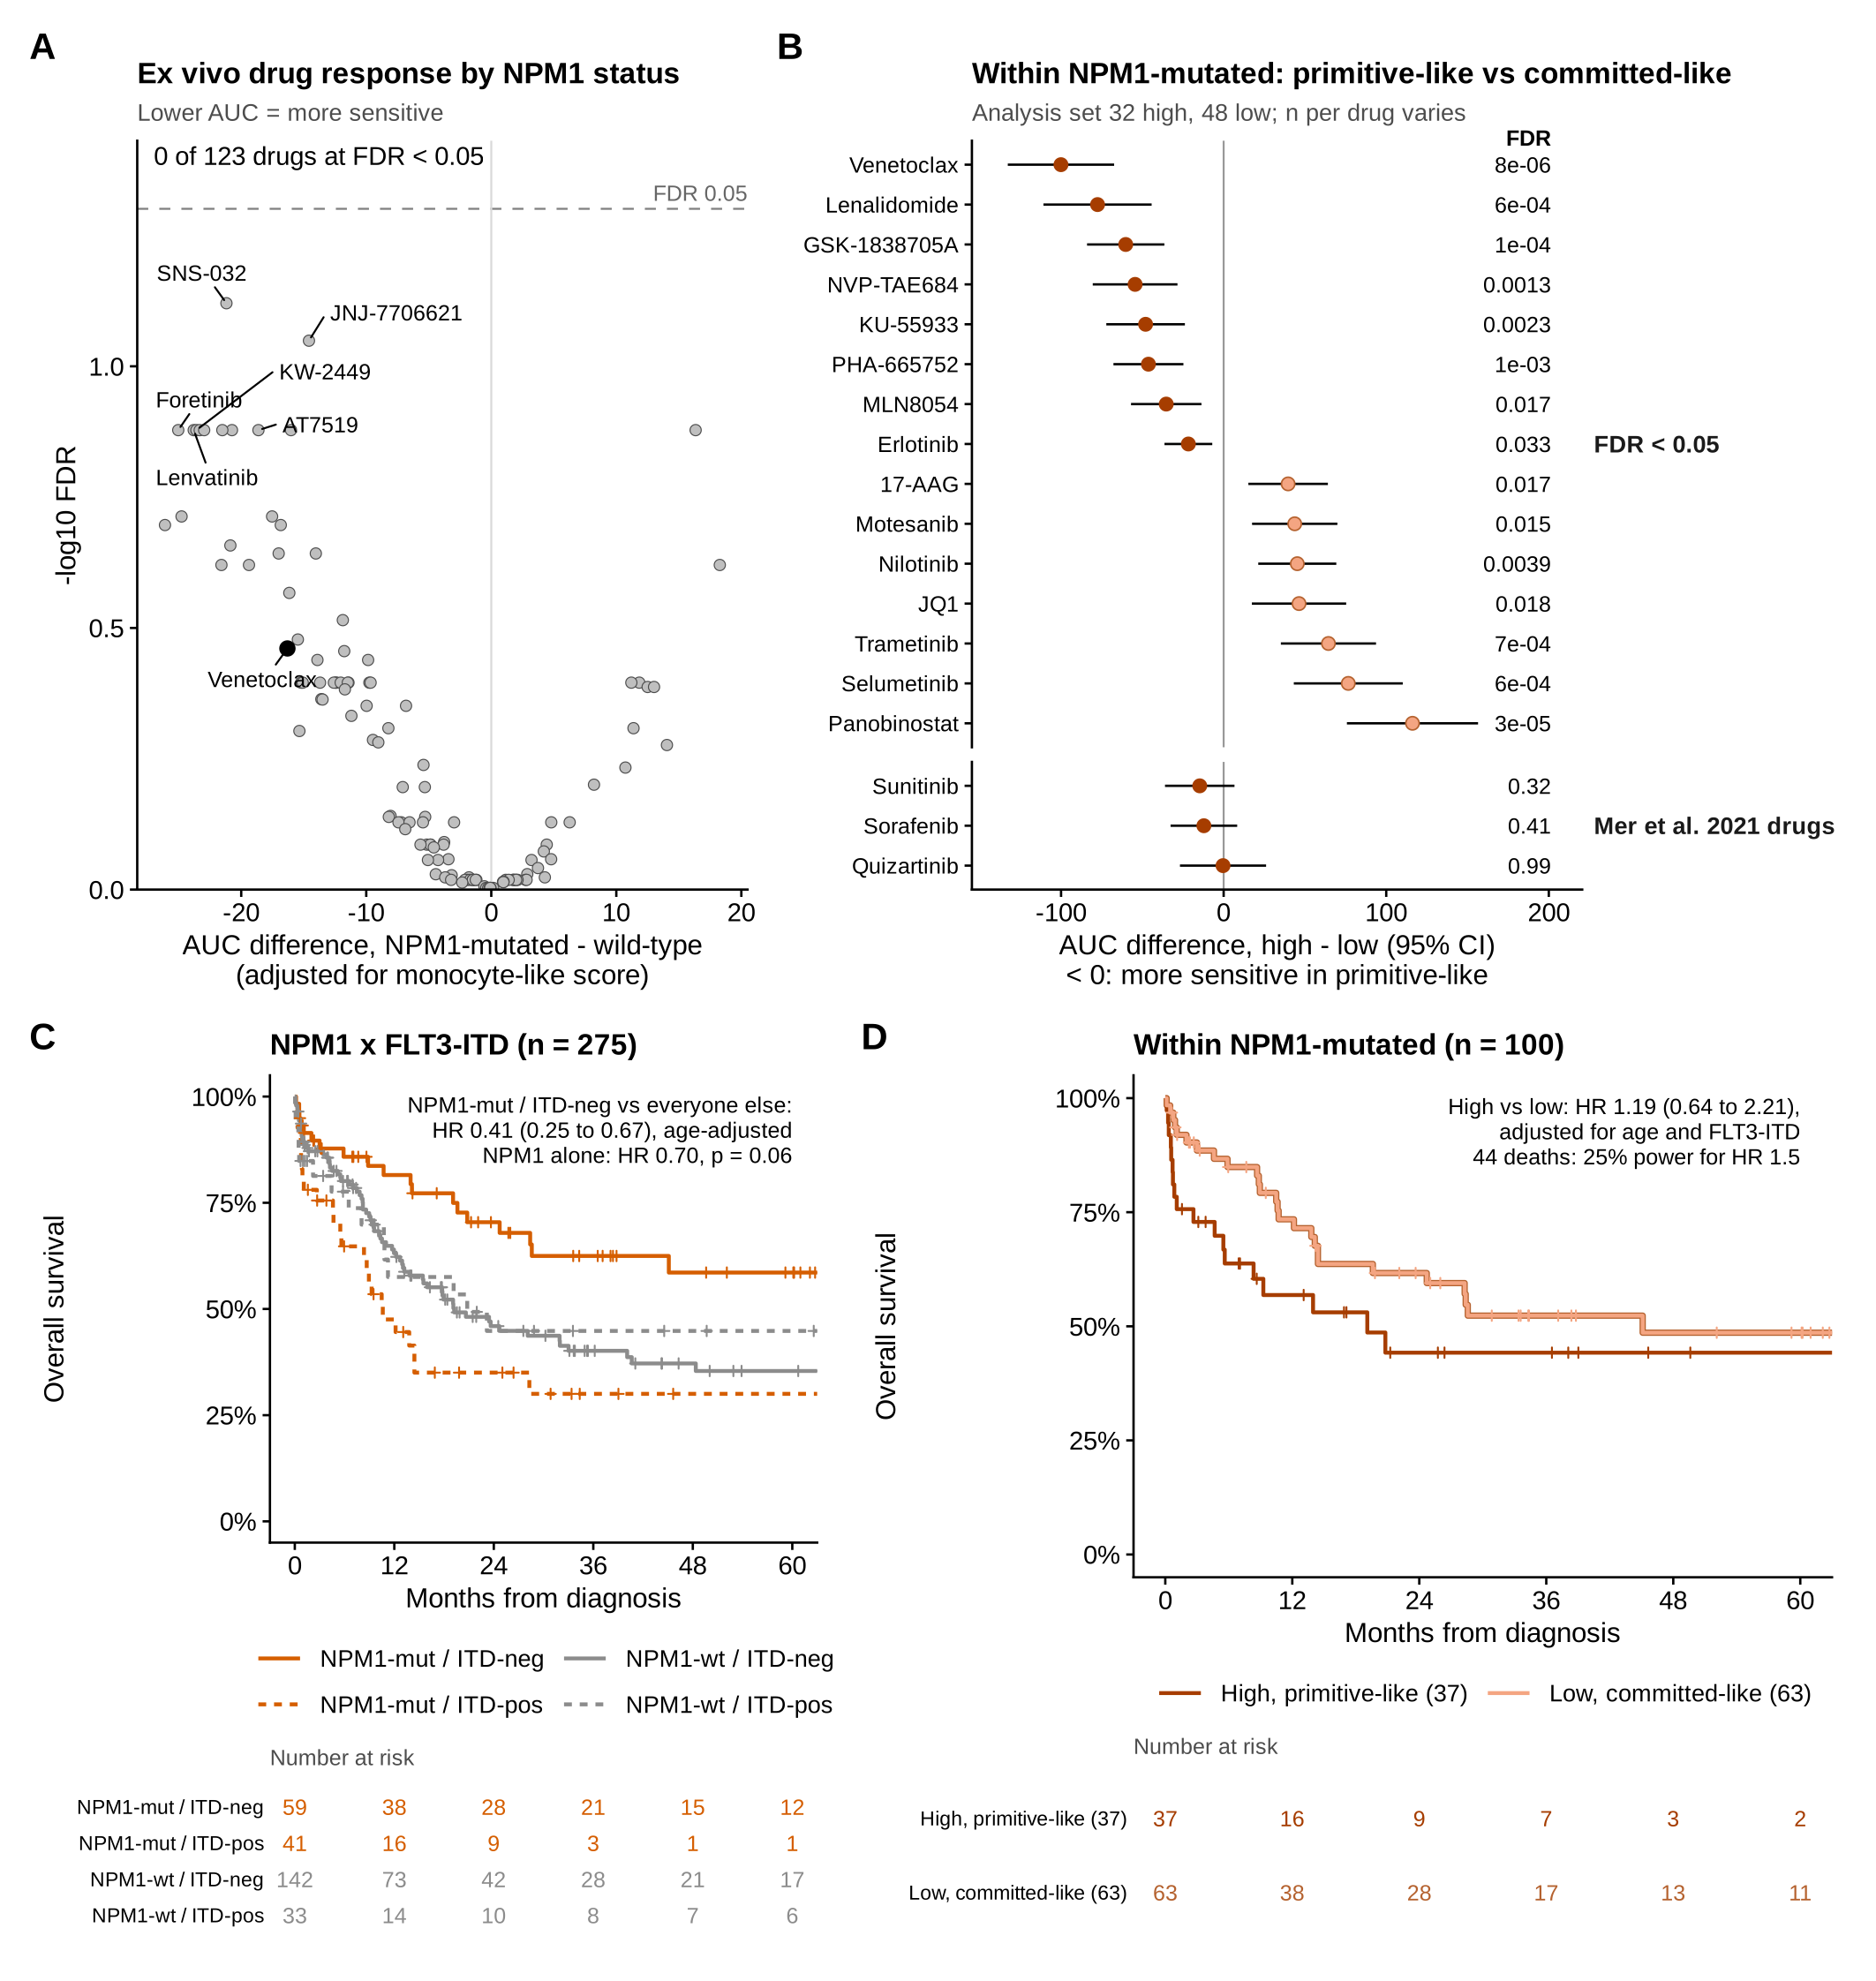 A
Ex vivo drug response by NPM1 status
Lower AUC = more sensitive
0 of 123 drugs at FDR < 0.05
FDR 0.05
SNS-032
JNJ-7706621
KW-2449
Foretinib
AT7519
Lenvatinib
Venetoclax
-log10 FDR
1.0
0.5
0.0
-20
-10
0
10
20
AUC difference, NPM1-mutated - wild-type
(adjusted for monocyte-like score)
B
Within NPM1-mutated: primitive-like vs committed-like
Analysis set 32 high, 48 low; n per drug varies
FDR
Venetoclax 8e-06
Lenalidomide 6e-04
GSK-1838705A 1e-04
NVP-TAE684 0.0013
KU-55933 0.0023
PHA-665752 1e-03
MLN8054 0.017
Erlotinib 0.033
FDR < 0.05
17-AAG 0.017
Motesanib 0.015
Nilotinib 0.0039
JQ1 0.018
Trametinib 7e-04
Selumetinib 6e-04
Panobinostat 3e-05
Sunitinib 0.32
Sorafenib 0.41
Mer et al. 2021 drugs
Quizartinib 0.99
-100
0
100
200
AUC difference, high - low (95% CI)
< 0: more sensitive in primitive-like
C
NPM1 x FLT3-ITD (n = 275)
NPM1-mut / ITD-neg vs everyone else:
HR 0.41 (0.25 to 0.67), age-adjusted
NPM1 alone: HR 0.70, p = 0.06
Overall survival
100%
75%
50%
25%
0%
0
12
24
36
48
60
Months from diagnosis
NPM1-mut / ITD-neg
NPM1-wt / ITD-neg
NPM1-mut / ITD-pos
NPM1-wt / ITD-pos
Number at risk
NPM1-mut / ITD-neg 59 38 28 21 15 12
NPM1-mut / ITD-pos 41 16 9 3 1 1
NPM1-wt / ITD-neg 142 73 42 28 21 17
NPM1-wt / ITD-pos 33 14 10 8 7 6
D
Within NPM1-mutated (n = 100)
High vs low: HR 1.19 (0.64 to 2.21),
adjusted for age and FLT3-ITD
44 deaths: 25% power for HR 1.5
Overall survival
100%
75%
50%
25%
0%
0
12
24
36
48
60
Months from diagnosis
High, primitive-like (37)
Low, committed-like (63)
Number at risk
High, primitive-like (37) 37 16 9 7 3 2
Low, committed-like (63) 63 38 28 17 13 11